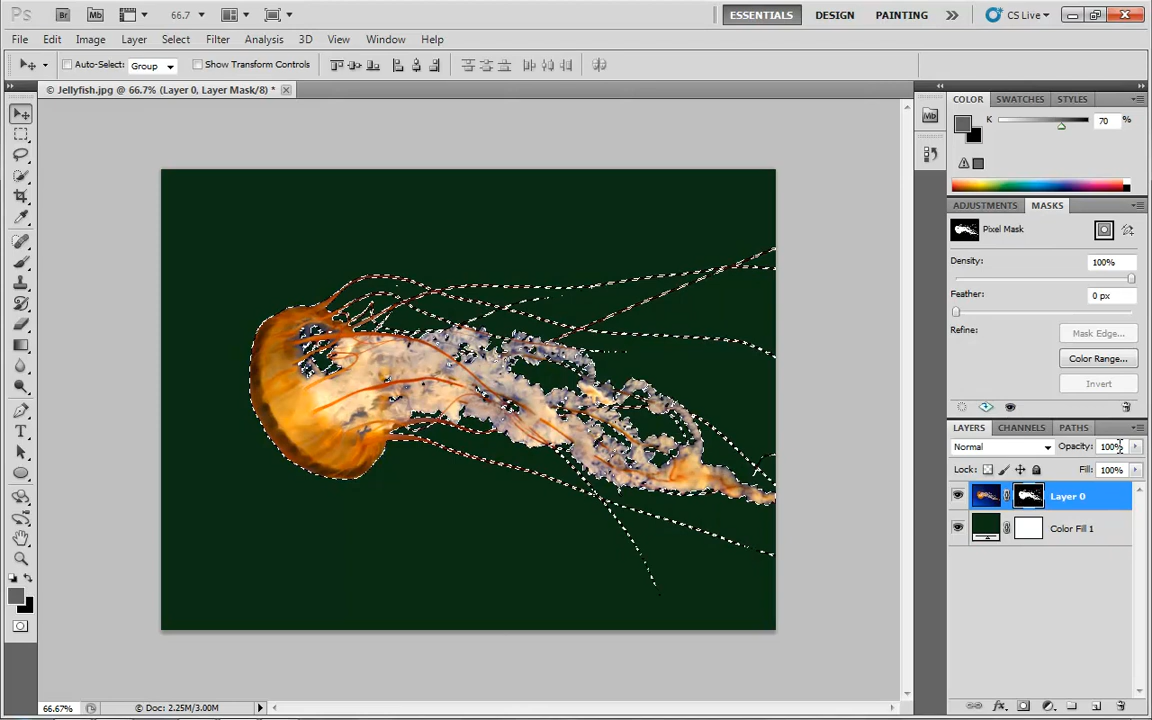 Ps Br Mb 66.7 ESSENTIALS DESIGN PAINTING CS Live
File Edit Image Layer Select Filter Analysis 3D View Window Help
Auto-Select: Group Show Transform Controls
© Jellyfish.jpg @ 66.7% (Layer 0, Layer Mask/8) *
COLOR SWATCHES STYLES
Mb
K 70 %
ADJUSTMENTS MASKS
Pixel Mask
Density: 100%
Feather: 0 px
Refine: Mask Edge...
Color Range...
Invert
LAYERS CHANNELS PATHS
Normal Opacity: 100%
Lock: Fill: 100%
Layer 0
Color Fill 1
T
fx
66.67% © Doc: 2.25M/3.00M